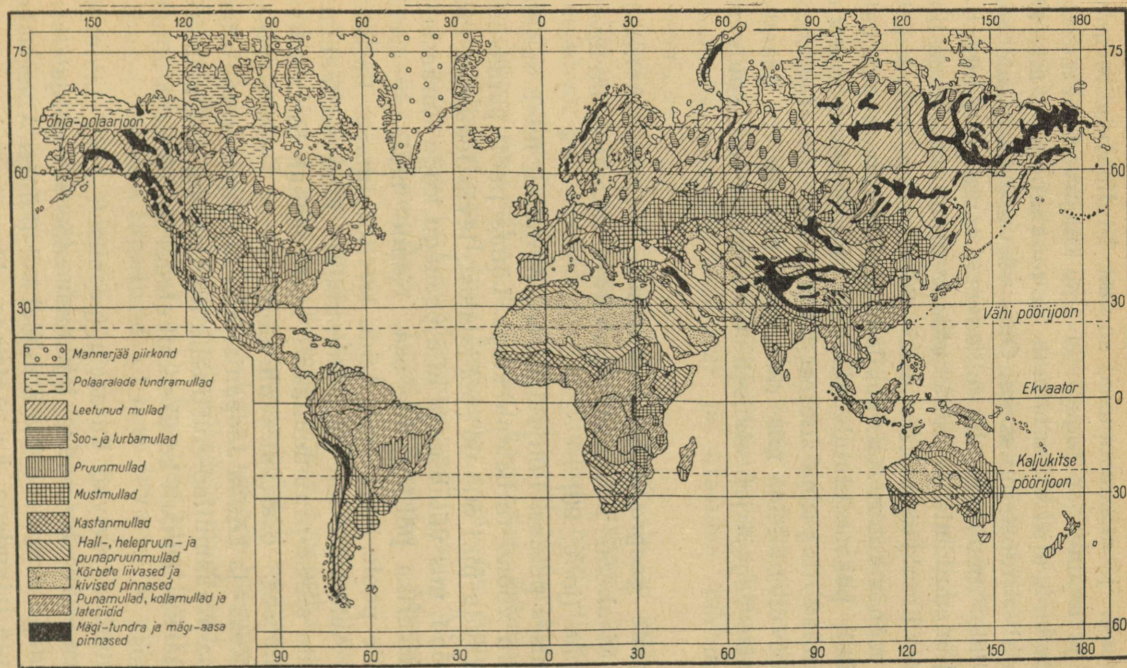 150 120 90 60 30 0 30 60 90 120 150 180
75 75
Põhja-polaarjoon
60 60
30 30
Vähi pöörijoon
Ekvaator
0
Kaljukitse
pöörijoon
30
60
Mannerjää piirkond
Polaaralade tundramullad
Leetunud mullad
Soo- ja turbamullad
Pruunmullad
Mustmullad
Kastanmullad
Hall-, helepruun- ja
punapruunmullad
Kõrbete liivased ja
kivised pinnased
Punamullad, kollamullad ja
lateriidid
Mägi-tundra ja mägi-aasa
pinnased
90 60 30 0 30 60 90 120 150 180